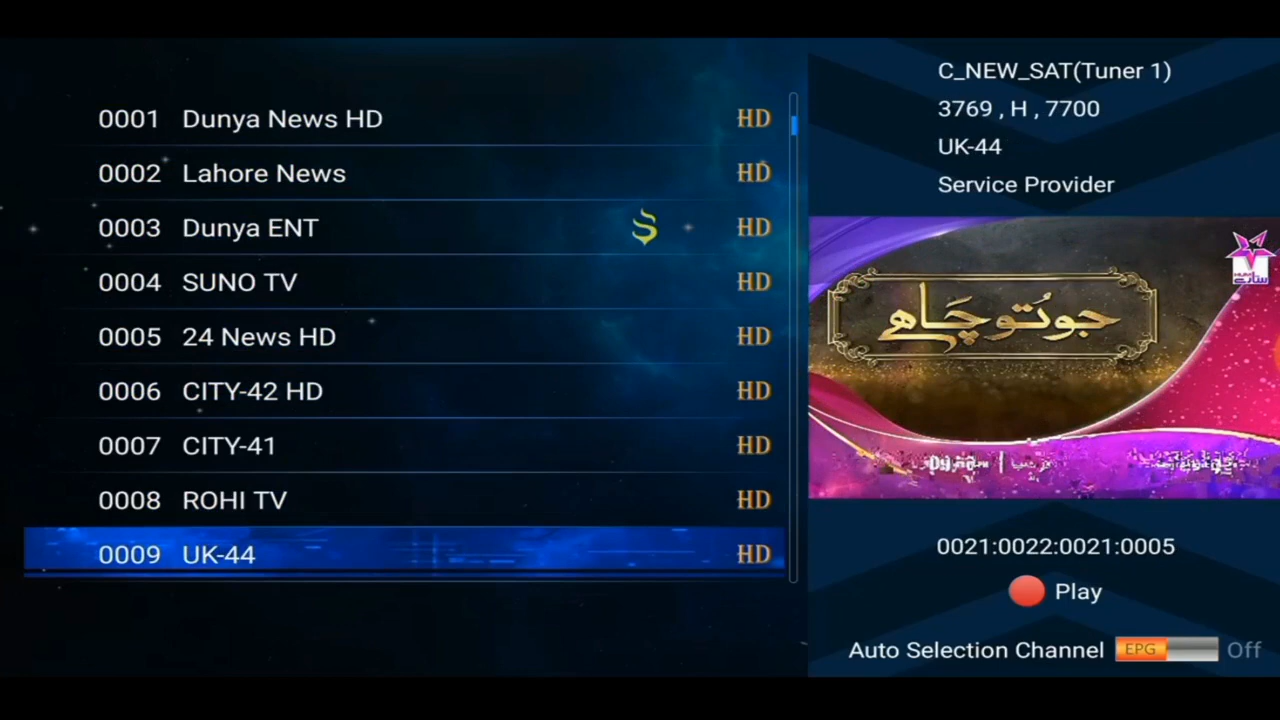 0001 Dunya News HD HD
0002 Lahore News HD
0003 Dunya ENT $ HD
0004 SUNO TV HD
0005 24 News HD HD
0006 CITY-42 HD HD
0007 CITY-41 HD
0008 ROHI TV HD
0009 UK-44 HD
C_NEW_SAT(Tuner 1)
3769 , H , 7700
UK-44
Service Provider
ستارے
جو تُو چاہے
0021:0022:0021:0005
Play
Auto Selection Channel EPG Off